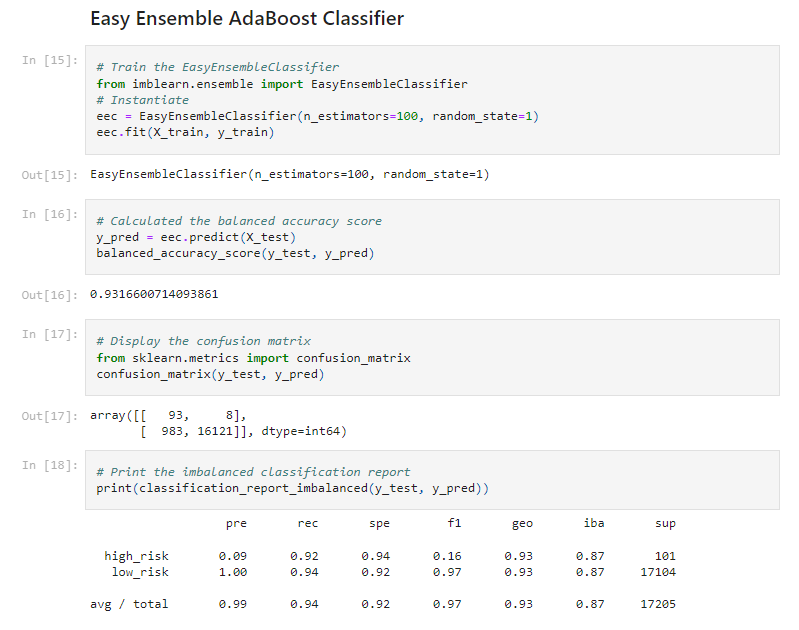 Easy Ensemble AdaBoost Classifier
In [15]:
# Train the EasyEnsembleClassifier
from imblearn.ensemble import EasyEnsembleClassifier
# Instantiate
eec = EasyEnsembleClassifier(n_estimators=100, random_state=1)
eec.fit(X_train, y_train)
Out[15]: EasyEnsembleClassifier(n_estimators=100, random_state=1)
In [16]:
# Calculated the balanced accuracy score
y_pred = eec.predict(X_test)
balanced_accuracy_score(y_test, y_pred)
Out[16]: 0.9316600714093861
In [17]:
# Display the confusion matrix
from sklearn.metrics import confusion_matrix
confusion_matrix(y_test, y_pred)
Out[17]: array([[   93,     8],
       [  983, 16121]], dtype=int64)
In [18]:
# Print the imbalanced classification report
print(classification_report_imbalanced(y_test, y_pred))
pre rec spe f1 geo iba sup
high_risk 0.09 0.92 0.94 0.16 0.93 0.87 101
low_risk 1.00 0.94 0.92 0.97 0.93 0.87 17104
avg / total 0.99 0.94 0.92 0.97 0.93 0.87 17205